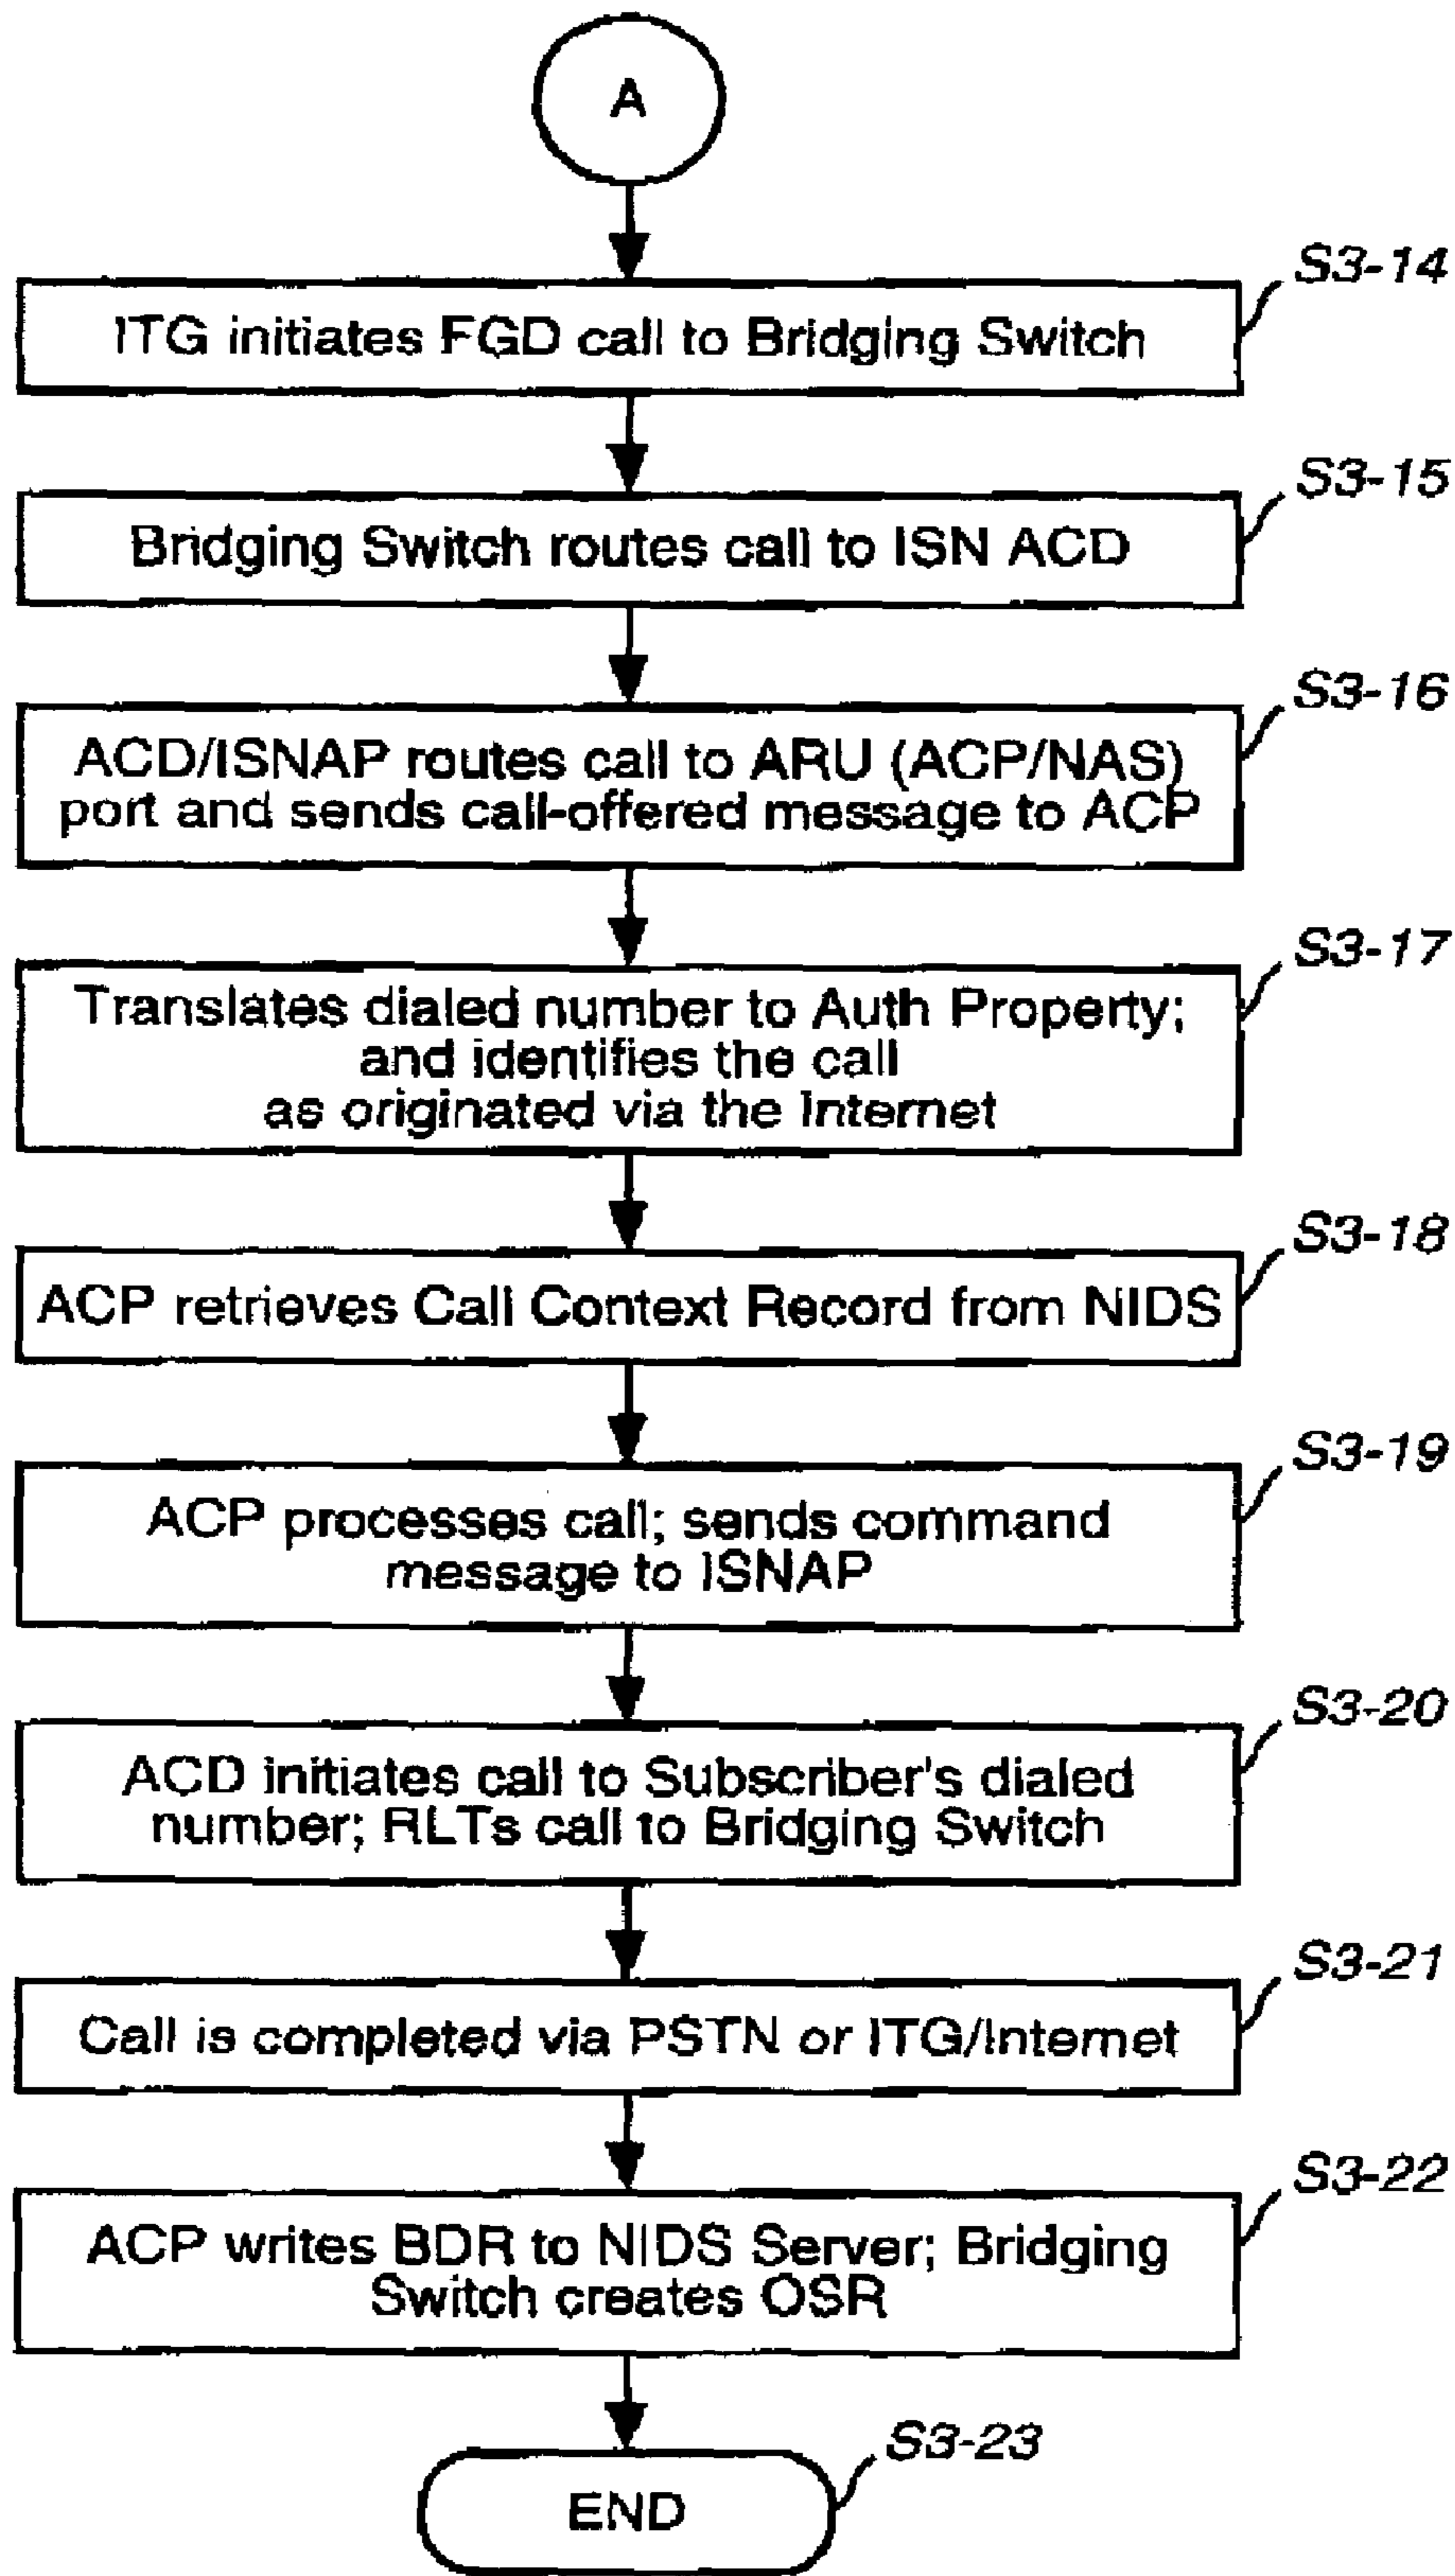 A
S3-14
ITG initiates FGD call to Bridging Switch
S3-15
Bridging Switch routes call to ISN ACD
S3-16
ACD/ISNAP routes call to ARU (ACP/NAS)
port and sends call-offered message to ACP
S3-17
Translates dialed number to Auth Property;
and identifies the call
as originated via the Internet
S3-18
ACP retrieves Call Context Record from NIDS
S3-19
ACP processes call; sends command
message to ISNAP
S3-20
ACD initiates call to Subscriber's dialed
number; RLTs call to Bridging Switch
S3-21
Call is completed via PSTN or ITG/Internet
S3-22
ACP writes BDR to NIDS Server; Bridging
Switch creates OSR
S3-23
END